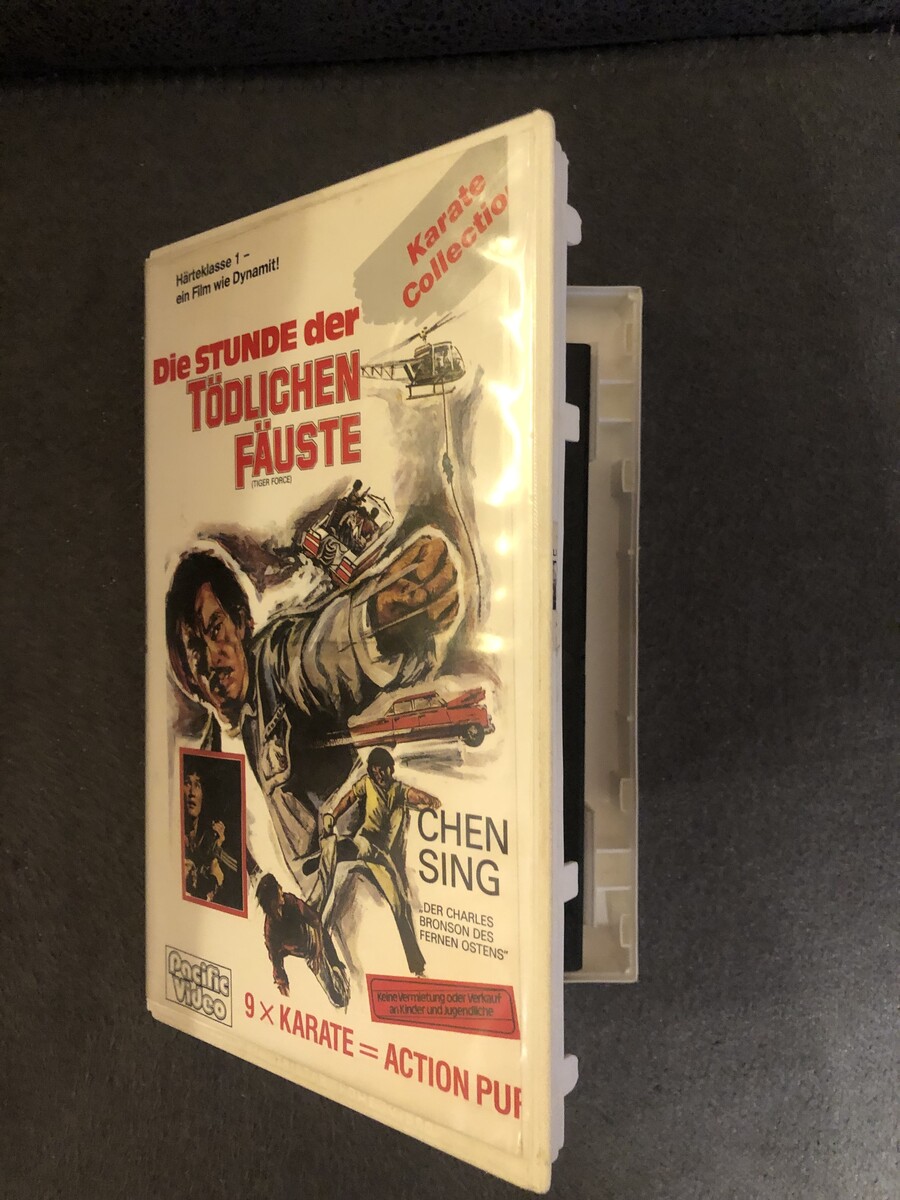 Karate
Collectio
Härteklasse 1 –
ein Film wie Dynamit!
Die STUNDE der
TÖDLICHEN
FÄUSTE
(TIGER FORCE)
CHEN
SING
„DER CHARLES
BRONSON DES
FERNEN OSTENS“
Pacific
Video
Keine Vermietung oder Verkauf
an Kinder und Jugendliche
9 × KARATE = ACTION PUR